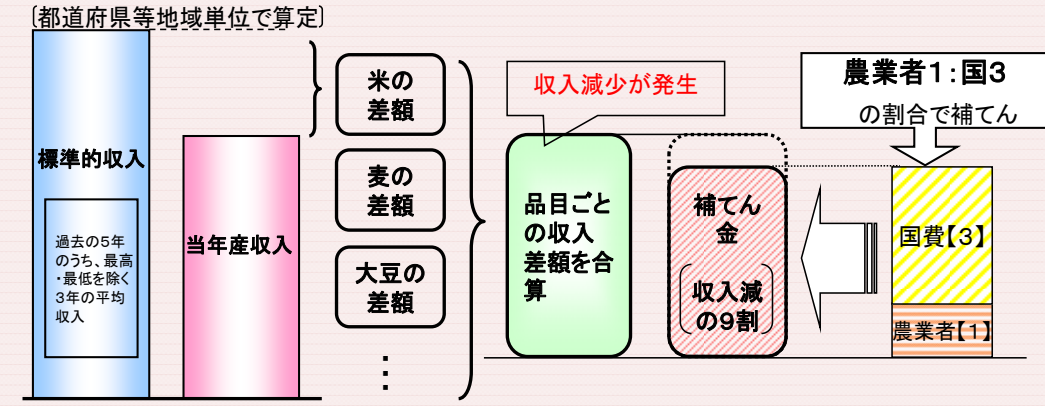 〔都道府県等地域単位で算定〕
標準的収入
過去の5年
のうち、最高
・最低を除く
3年の平均
収入
当年産収入
米の
差額
麦の
差額
大豆の
差額
⋮
収入減少が発生
品目ごと
の収入
差額を合
算
補てん
金
収入減
の9割
農業者1：国3
の割合で補てん
国費【3】
農業者【1】